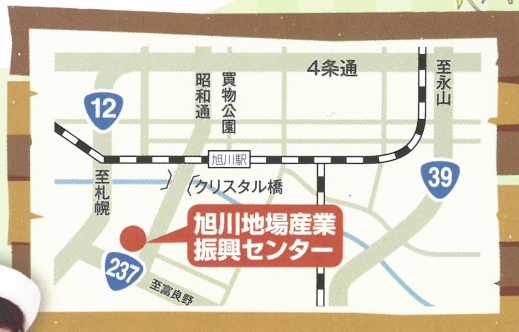 4条通
至永山
買物公園
昭和通
12
旭川駅
39
至札幌
クリスタル橋
旭川地場産業
振興センター
237
至富良野